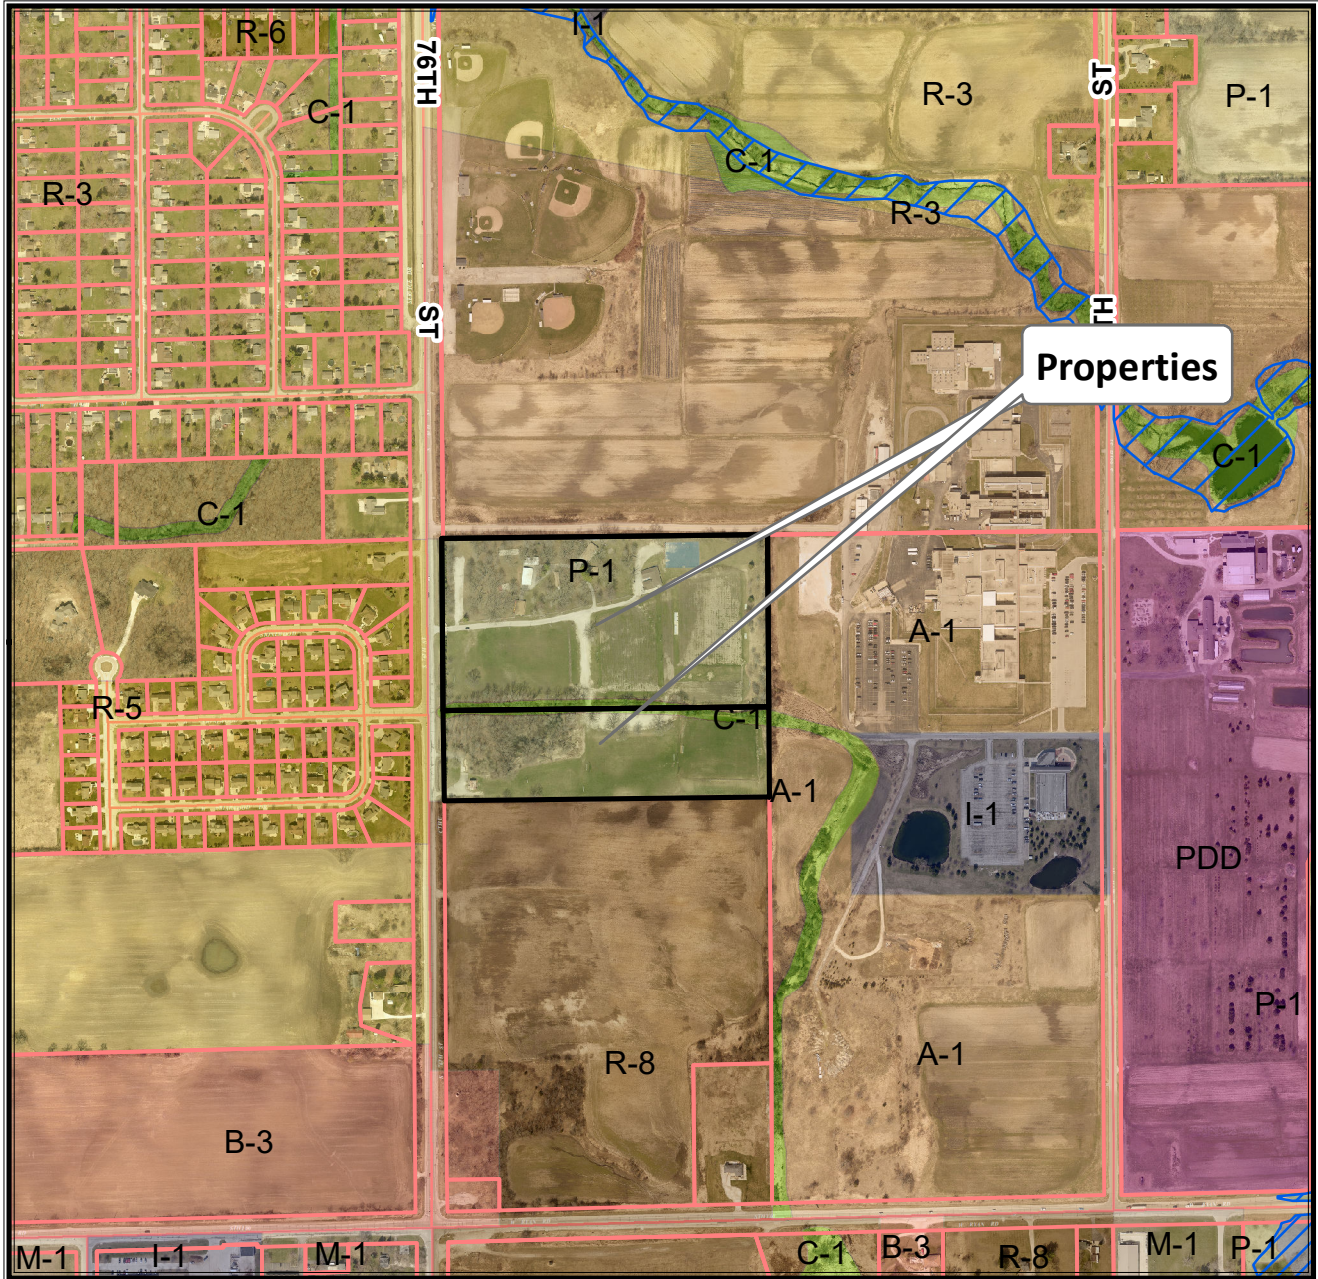 R-6
I-1
76TH
ST
R-3
P-1
C-1
C-1
R-3
R-3
ST
TH
Properties
C-1
C-1
P-1
A-1
R-5
C-1
A-1
I-1
PDD
P-1
R-8
A-1
B-3
M-1
I-1
M-1
C-1
B-3
R-8
M-1
P-1